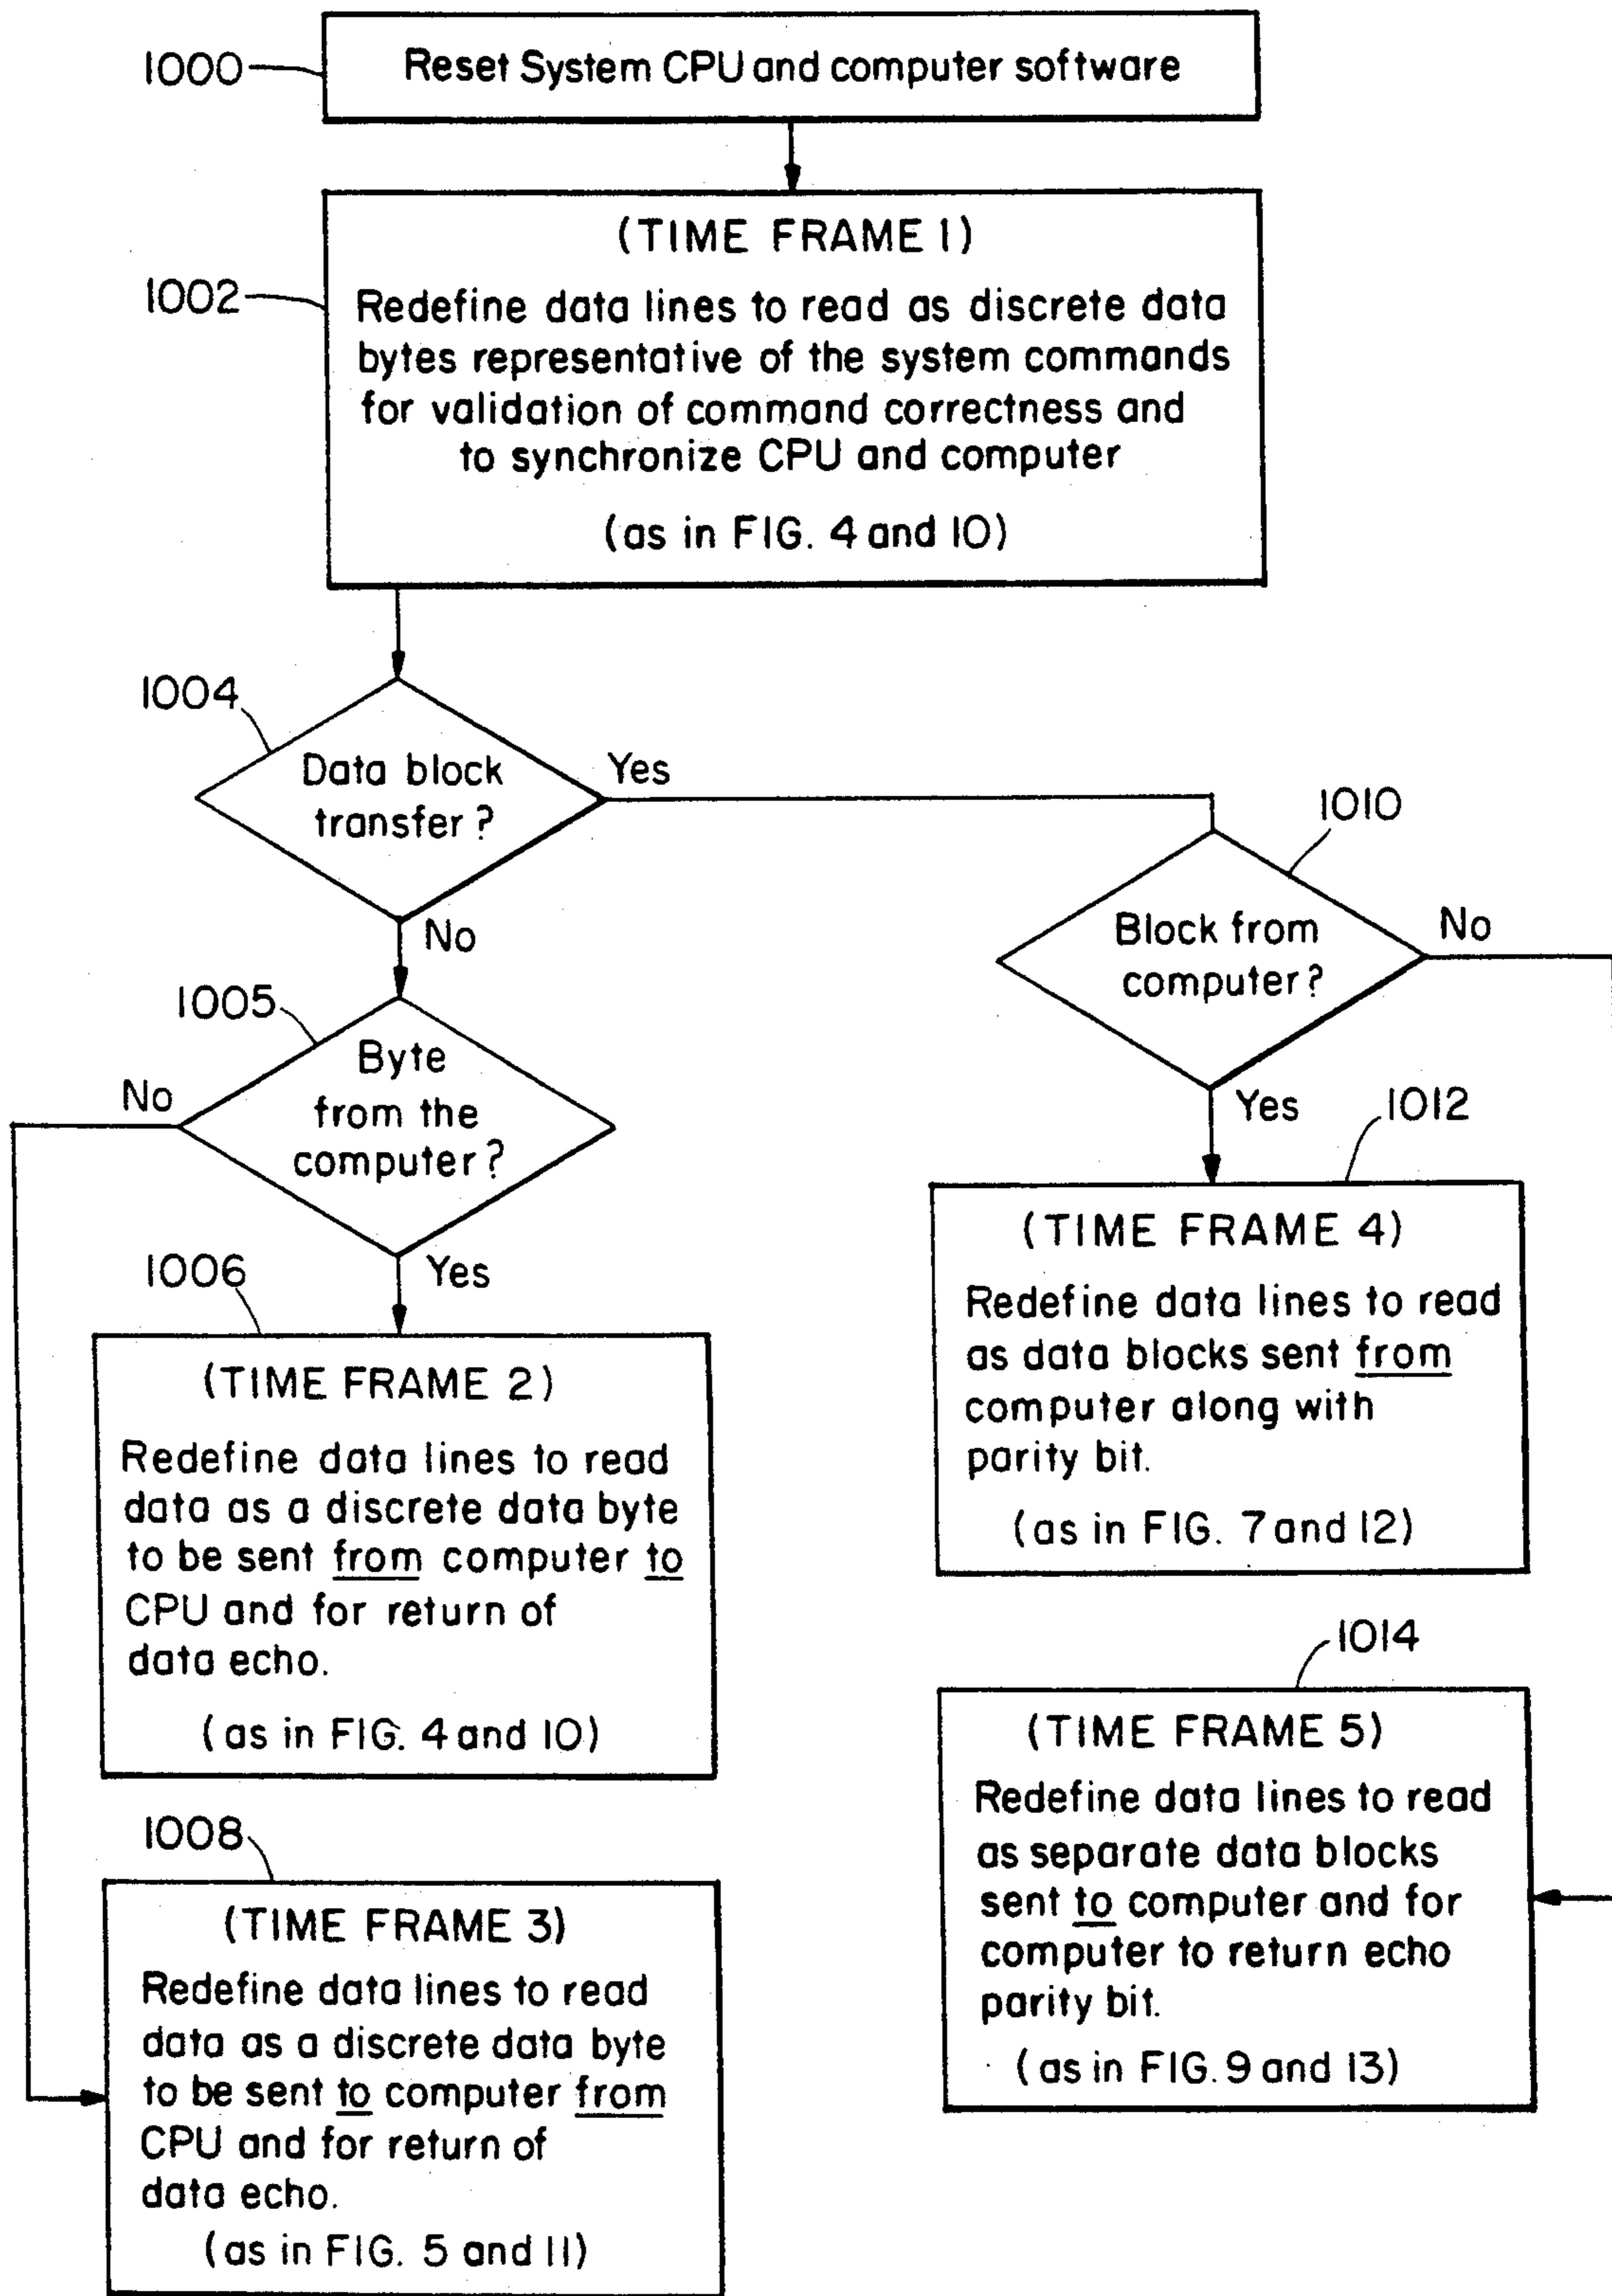 1000
Reset System CPU and computer software
(TIME FRAME 1)
1002
Redefine data lines to read as discrete data
bytes representative of the system commands
for validation of command correctness and
to synchronize CPU and computer
(as in FIG. 4 and 10)
1004
Data block
transfer?
Yes
No
1010
Block from
computer?
No
Yes
1005
Byte
from the
computer?
No
Yes
1006
(TIME FRAME 2)
Redefine data lines to read
data as a discrete data byte
to be sent from computer to
CPU and for return of
data echo.
(as in FIG. 4 and 10)
1012
(TIME FRAME 4)
Redefine data lines to read
as data blocks sent from
computer along with
parity bit.
(as in FIG. 7 and 12)
1008
(TIME FRAME 3)
Redefine data lines to read
data as a discrete data byte
to be sent to computer from
CPU and for return of
data echo.
(as in FIG. 5 and 11)
1014
(TIME FRAME 5)
Redefine data lines to read
as separate data blocks
sent to computer and for
computer to return echo
parity bit.
(as in FIG. 9 and 13)